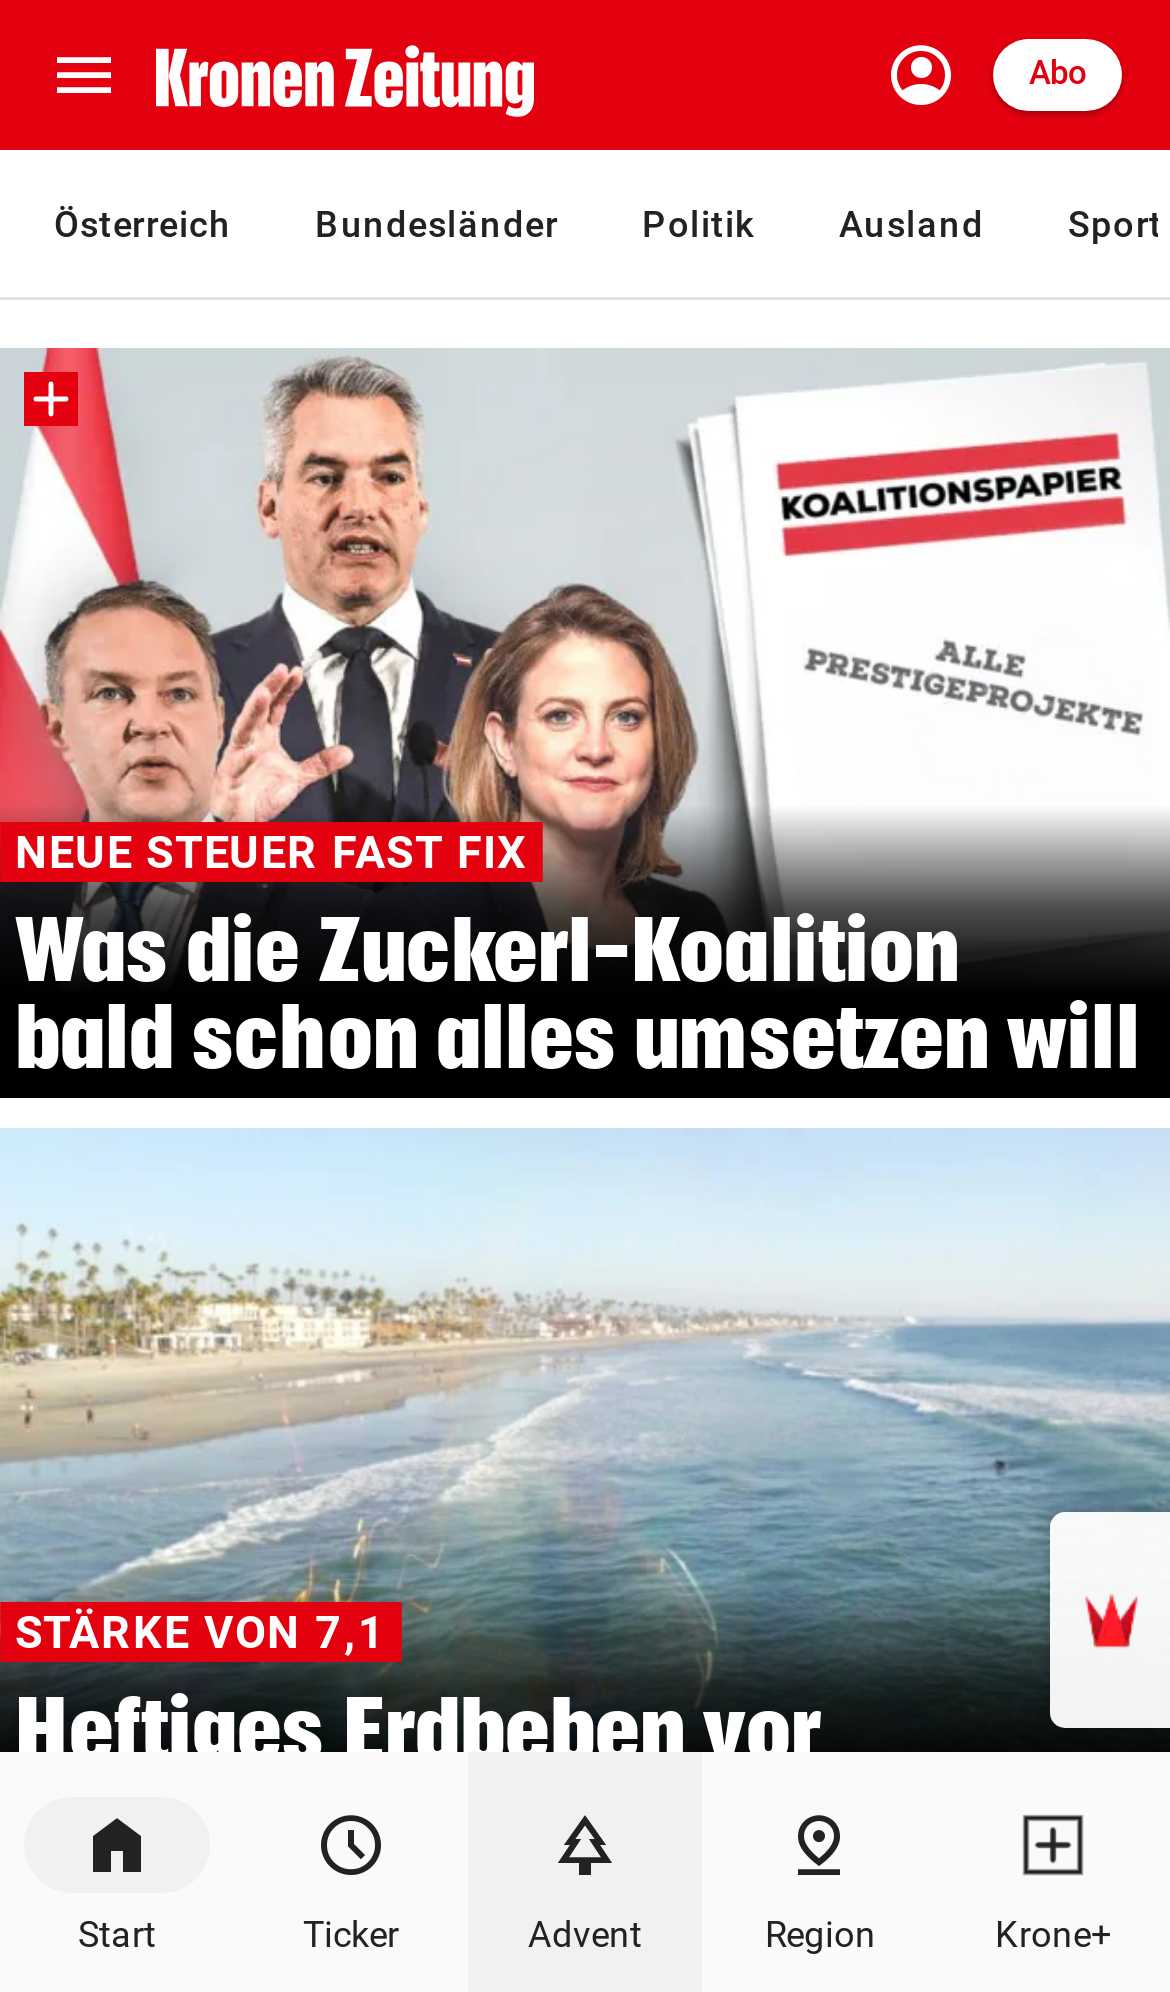 Kronen Zeitung
Abo
Österreich Bundesländer Politik Ausland Sport
KOALITIONSPAPIER
ALLE
PRESTIGEPROJEKTE
NEUE STEUER FAST FIX
Was die Zuckerl-Koalition
bald schon alles umsetzen will
STÄRKE VON 7,1
Heftiges Erdbeben vor
Start Ticker Advent Region Krone+